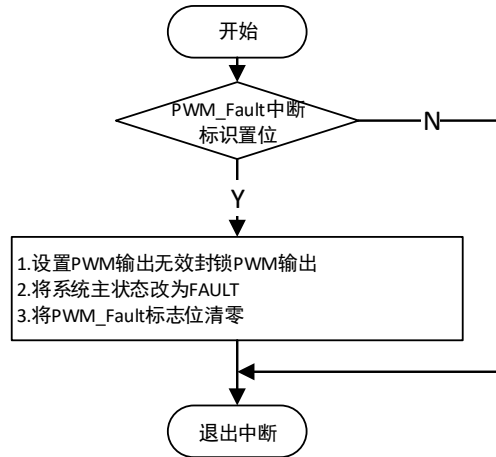 开始
PWM_Fault中断
标识置位
N
Y
1.设置PWM输出无效封锁PWM输出
2.将系统主状态改为FAULT
3.将PWM_Fault标志位清零
退出中断